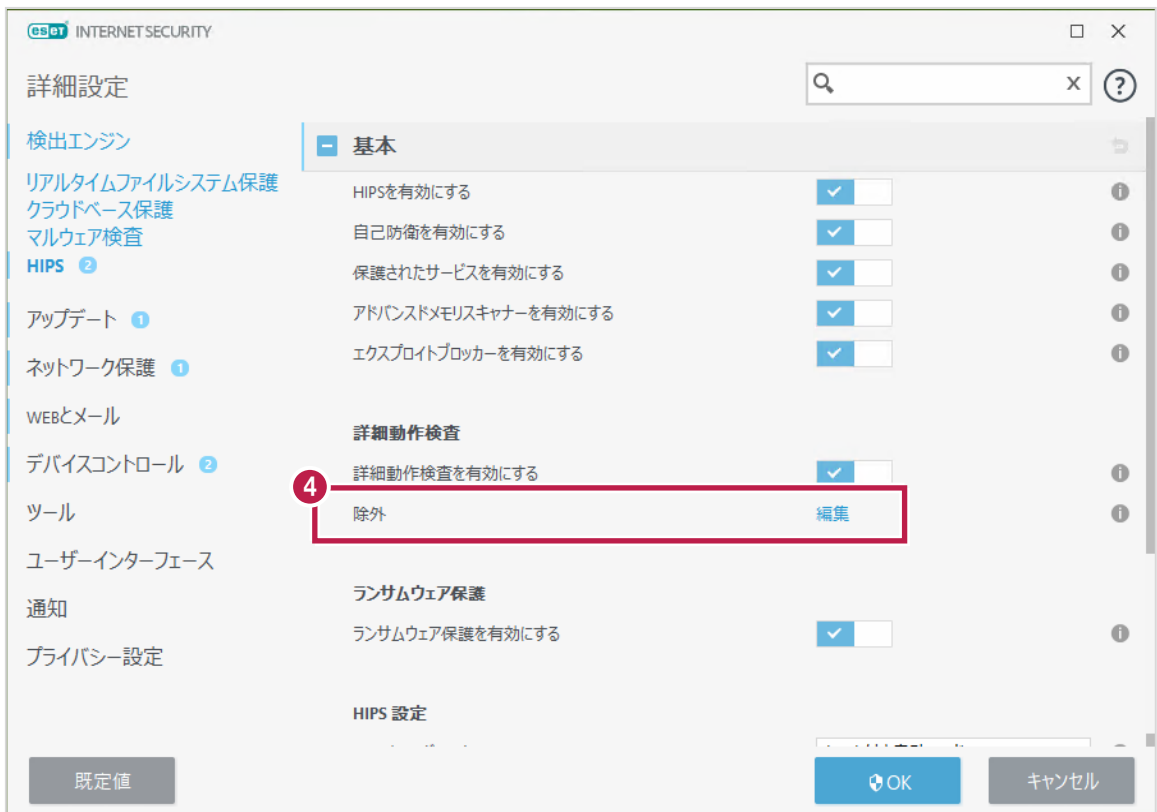 eset INTERNET SECURITY
詳細設定
x
?
検出エンジン
リアルタイムファイルシステム保護
クラウドベース保護
マルウェア検査
HIPS 2
アップデート 1
ネットワーク保護 1
WEBとメール
デバイスコントロール 2
ツール
ユーザーインターフェース
通知
プライバシー設定
基本
HIPSを有効にする
自己防衛を有効にする
保護されたサービスを有効にする
アドバンスドメモリスキャナーを有効にする
エクスプロイトブロッカーを有効にする
詳細動作検査
詳細動作検査を有効にする
4
除外 編集
ランサムウェア保護
ランサムウェア保護を有効にする
HIPS 設定
既定値
OK
キャンセル